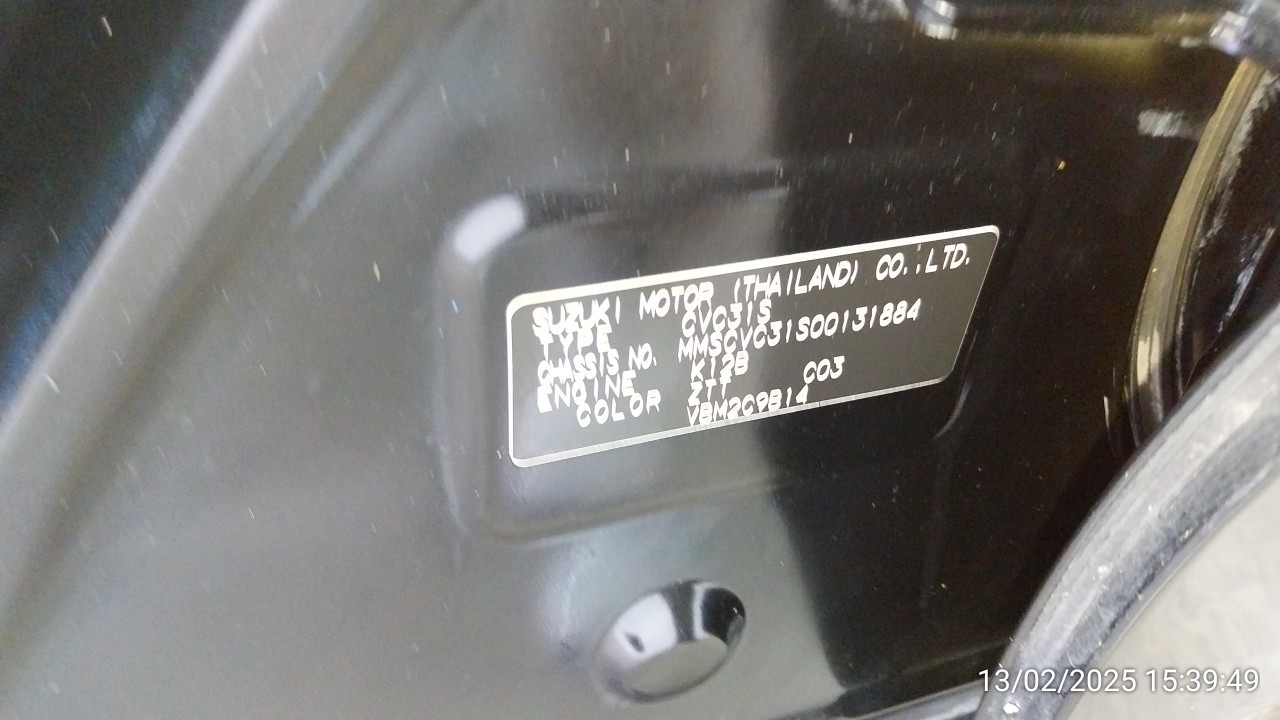 SUZUKI MOTOR (THAILAND) CO.,LTD.
TYPE CVC31S
CHASSIS NO. MMSCVC31S00131884
ENGINE K12B
COLOR ZTT C03
VBM2C9B14
13/02/2025 15:39:49